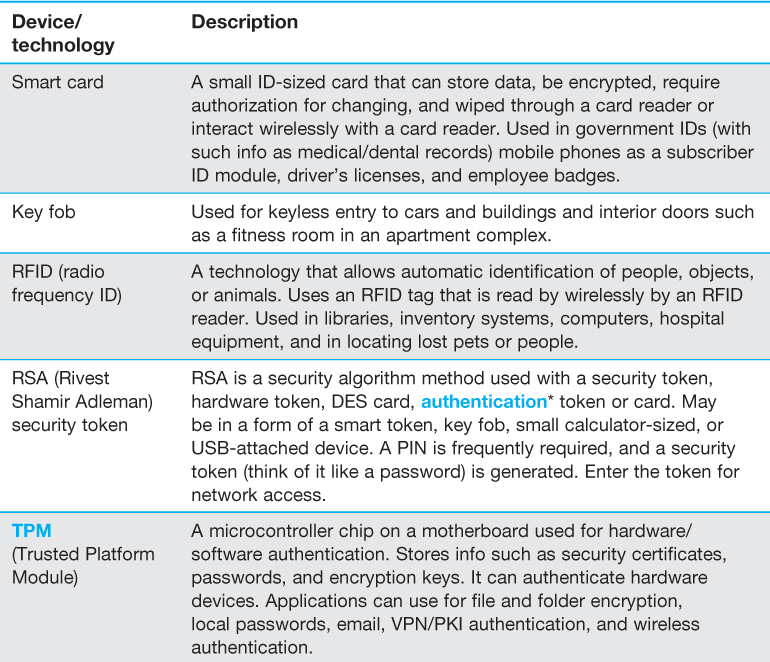 Device/ Description
technology
Smart card A small ID-sized card that can store data, be encrypted, require
authorization for changing, and wiped through a card reader or
interact wirelessly with a card reader. Used in government IDs (with
such info as medical/dental records) mobile phones as a subscriber
ID module, driver’s licenses, and employee badges.
Key fob Used for keyless entry to cars and buildings and interior doors such
as a fitness room in an apartment complex.
RFID (radio A technology that allows automatic identification of people, objects,
frequency ID) or animals. Uses an RFID tag that is read by wirelessly by an RFID
reader. Used in libraries, inventory systems, computers, hospital
equipment, and in locating lost pets or people.
RSA (Rivest RSA is a security algorithm method used with a security token,
Shamir Adleman) hardware token, DES card, authentication* token or card. May
security token be in a form of a smart token, key fob, small calculator-sized, or
USB-attached device. A PIN is frequently required, and a security
token (think of it like a password) is generated. Enter the token for
network access.
TPM A microcontroller chip on a motherboard used for hardware/
(Trusted Platform software authentication. Stores info such as security certificates,
Module) passwords, and encryption keys. It can authenticate hardware
devices. Applications can use for file and folder encryption,
local passwords, email, VPN/PKI authentication, and wireless
authentication.